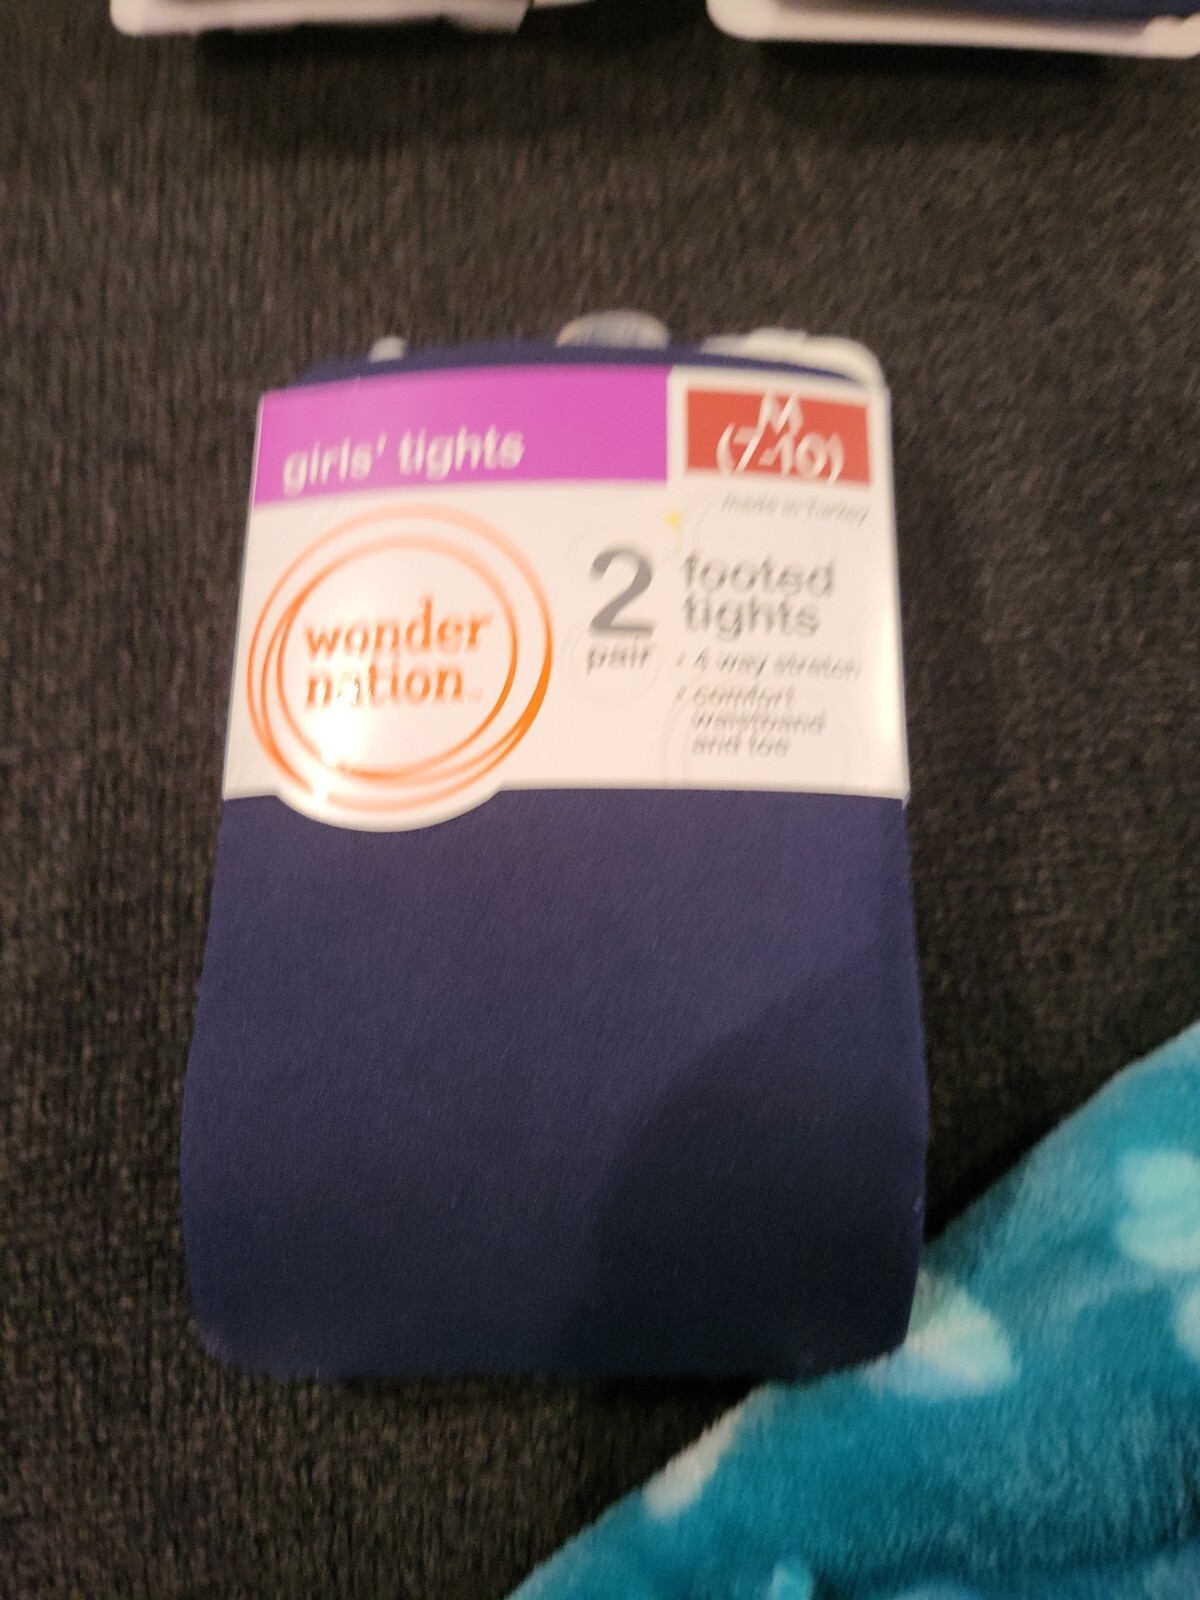 girls' tights
M
(7-10)
made in Turkey
wonder
nation
2
pair
footed
tights
• 4 way stretch
• comfort
waistband
and toe